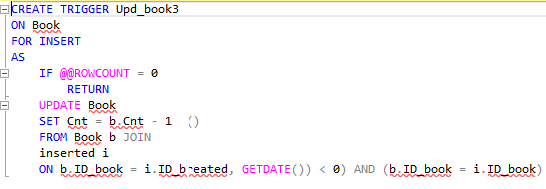 CREATE TRIGGER Upd_book3
ON Book
FOR INSERT
AS
IF @@ROWCOUNT = 0
RETURN
UPDATE Book
SET Cnt = b.Cnt - 1 ()
FROM Book b JOIN
inserted i
ON b.ID_book = i.ID_b eated, GETDATE()) < 0) AND (b.ID_book = i.ID_book)